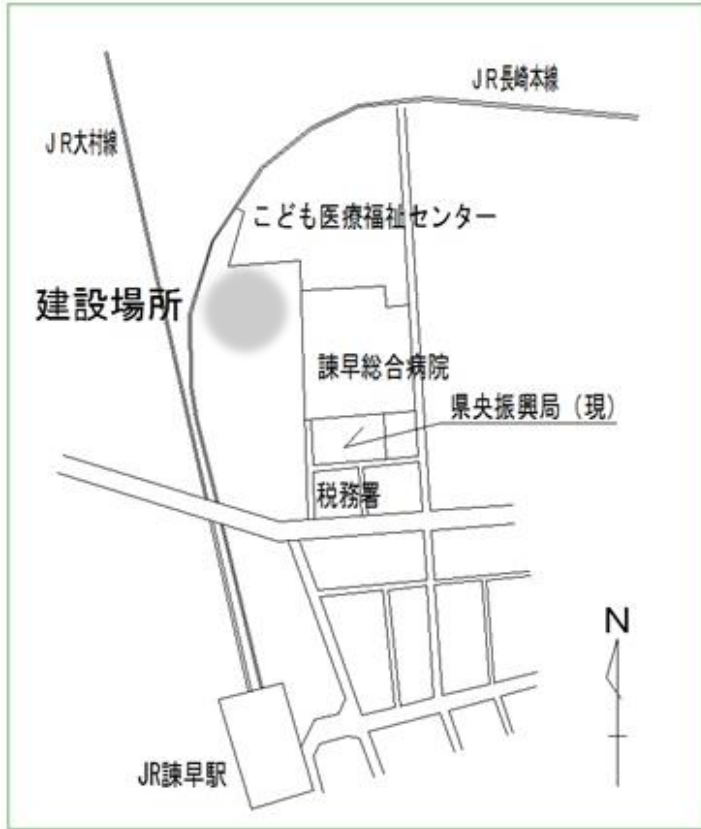 JR長崎本線
JR大村線
こども医療福祉センター
建設場所
諫早総合病院
県央振興局（現）
税務署
N
JR諫早駅